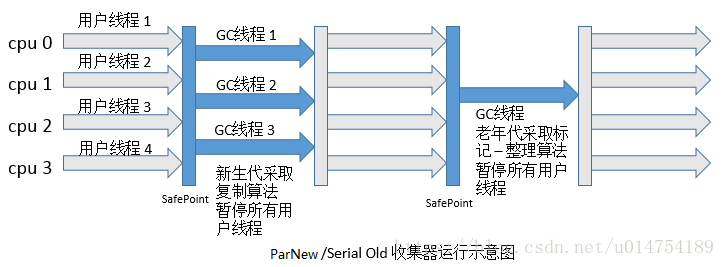 用户线程 1
cpu 0
用户线程 2
cpu 1
用户线程 3
cpu 2
用户线程 4
cpu 3
SafePoint
GC线程 1
GC线程 2
GC线程 3
新生代采取
复制算法
暂停所有用
户线程
SafePoint
GC线程
老年代采取标
记–整理算法
暂停所有用户
线程
ParNew /Serial Old 收集器运行示意图
csdn.net/u014754189